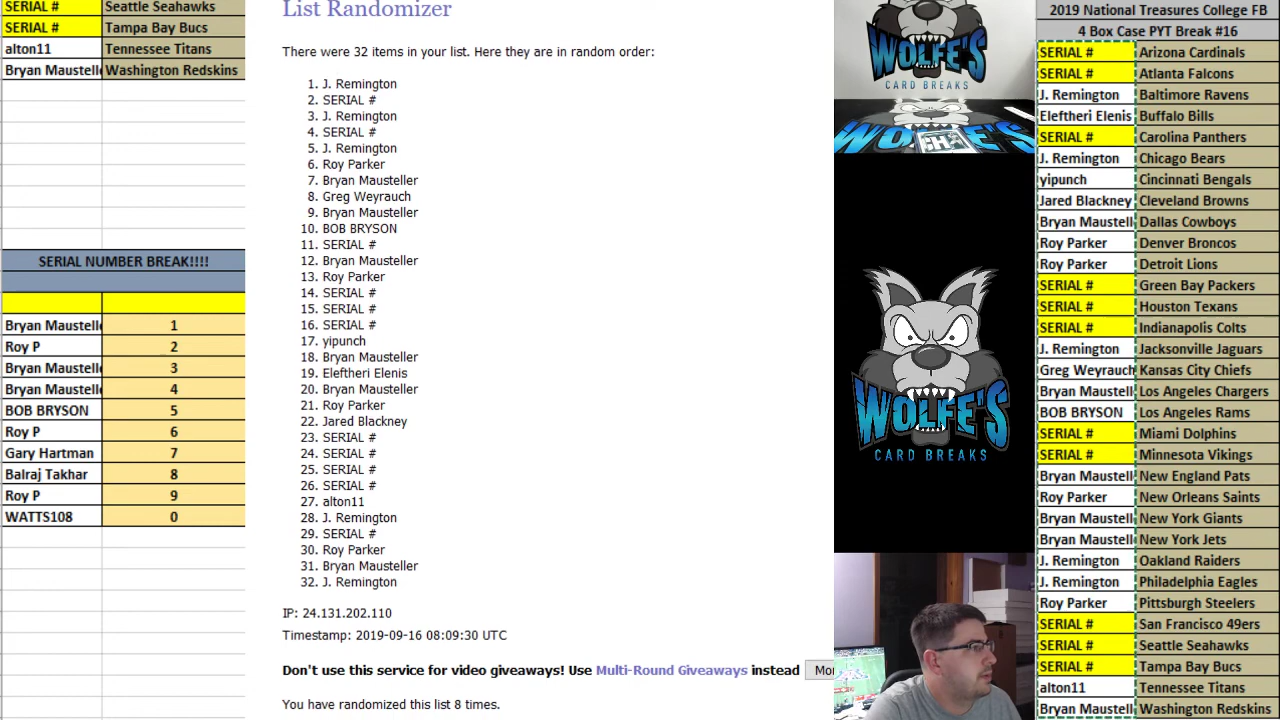 SERIAL # Seattle Seahawks
SERIAL # Tampa Bay Bucs
alton11 Tennessee Titans
Bryan Mausteller Washington Redskins
SERIAL NUMBER BREAK!!!!
Bryan Mausteller 1
Roy P 2
Bryan Mausteller 3
Bryan Mausteller 4
BOB BRYSON 5
Roy P 6
Gary Hartman 7
Balraj Takhar 8
Roy P 9
WATTS108 0
List Randomizer
There were 32 items in your list. Here they are in random order:
1. J. Remington
2. SERIAL #
3. J. Remington
4. SERIAL #
5. J. Remington
6. Roy Parker
7. Bryan Mausteller
8. Greg Weyrauch
9. Bryan Mausteller
10. BOB BRYSON
11. SERIAL #
12. Bryan Mausteller
13. Roy Parker
14. SERIAL #
15. SERIAL #
16. SERIAL #
17. yipunch
18. Bryan Mausteller
19. Eleftheri Elenis
20. Bryan Mausteller
21. Roy Parker
22. Jared Blackney
23. SERIAL #
24. SERIAL #
25. SERIAL #
26. SERIAL #
27. alton11
28. J. Remington
29. SERIAL #
30. Roy Parker
31. Bryan Mausteller
32. J. Remington
IP: 24.131.202.110
Timestamp: 2019-09-16 08:09:30 UTC
Don't use this service for video giveaways! Use Multi-Round Giveaways instead
You have randomized this list 8 times.
WOLFE'S
CARD BREAKS
WOLFE'S
CARD BREAKS
2019 National Treasures College FB
4 Box Case PYT Break #16
SERIAL # Arizona Cardinals
SERIAL # Atlanta Falcons
J. Remington Baltimore Ravens
Eleftheri Elenis Buffalo Bills
SERIAL # Carolina Panthers
J. Remington Chicago Bears
yipunch Cincinnati Bengals
Jared Blackney Cleveland Browns
Bryan Mausteller Dallas Cowboys
Roy Parker Denver Broncos
Roy Parker Detroit Lions
SERIAL # Green Bay Packers
SERIAL # Houston Texans
SERIAL # Indianapolis Colts
J. Remington Jacksonville Jaguars
Greg Weyrauch Kansas City Chiefs
Bryan Mausteller Los Angeles Chargers
BOB BRYSON Los Angeles Rams
SERIAL # Miami Dolphins
SERIAL # Minnesota Vikings
Bryan Mausteller New England Pats
Roy Parker New Orleans Saints
Bryan Mausteller New York Giants
Bryan Mausteller New York Jets
J. Remington Oakland Raiders
J. Remington Philadelphia Eagles
Roy Parker Pittsburgh Steelers
SERIAL # San Francisco 49ers
SERIAL # Seattle Seahawks
SERIAL # Tampa Bay Bucs
alton11 Tennessee Titans
Bryan Mausteller Washington Redskins